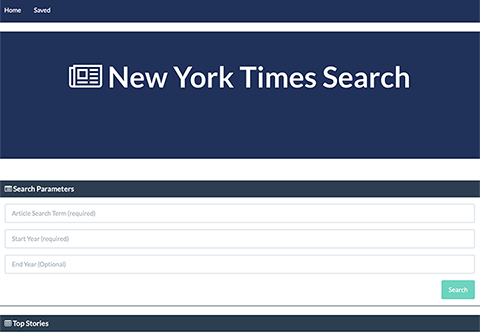 Home Saved
New York Times Search
Search Parameters
Article Search Term (required)
Start Year (required)
End Year (Optional)
Search
Top Stories